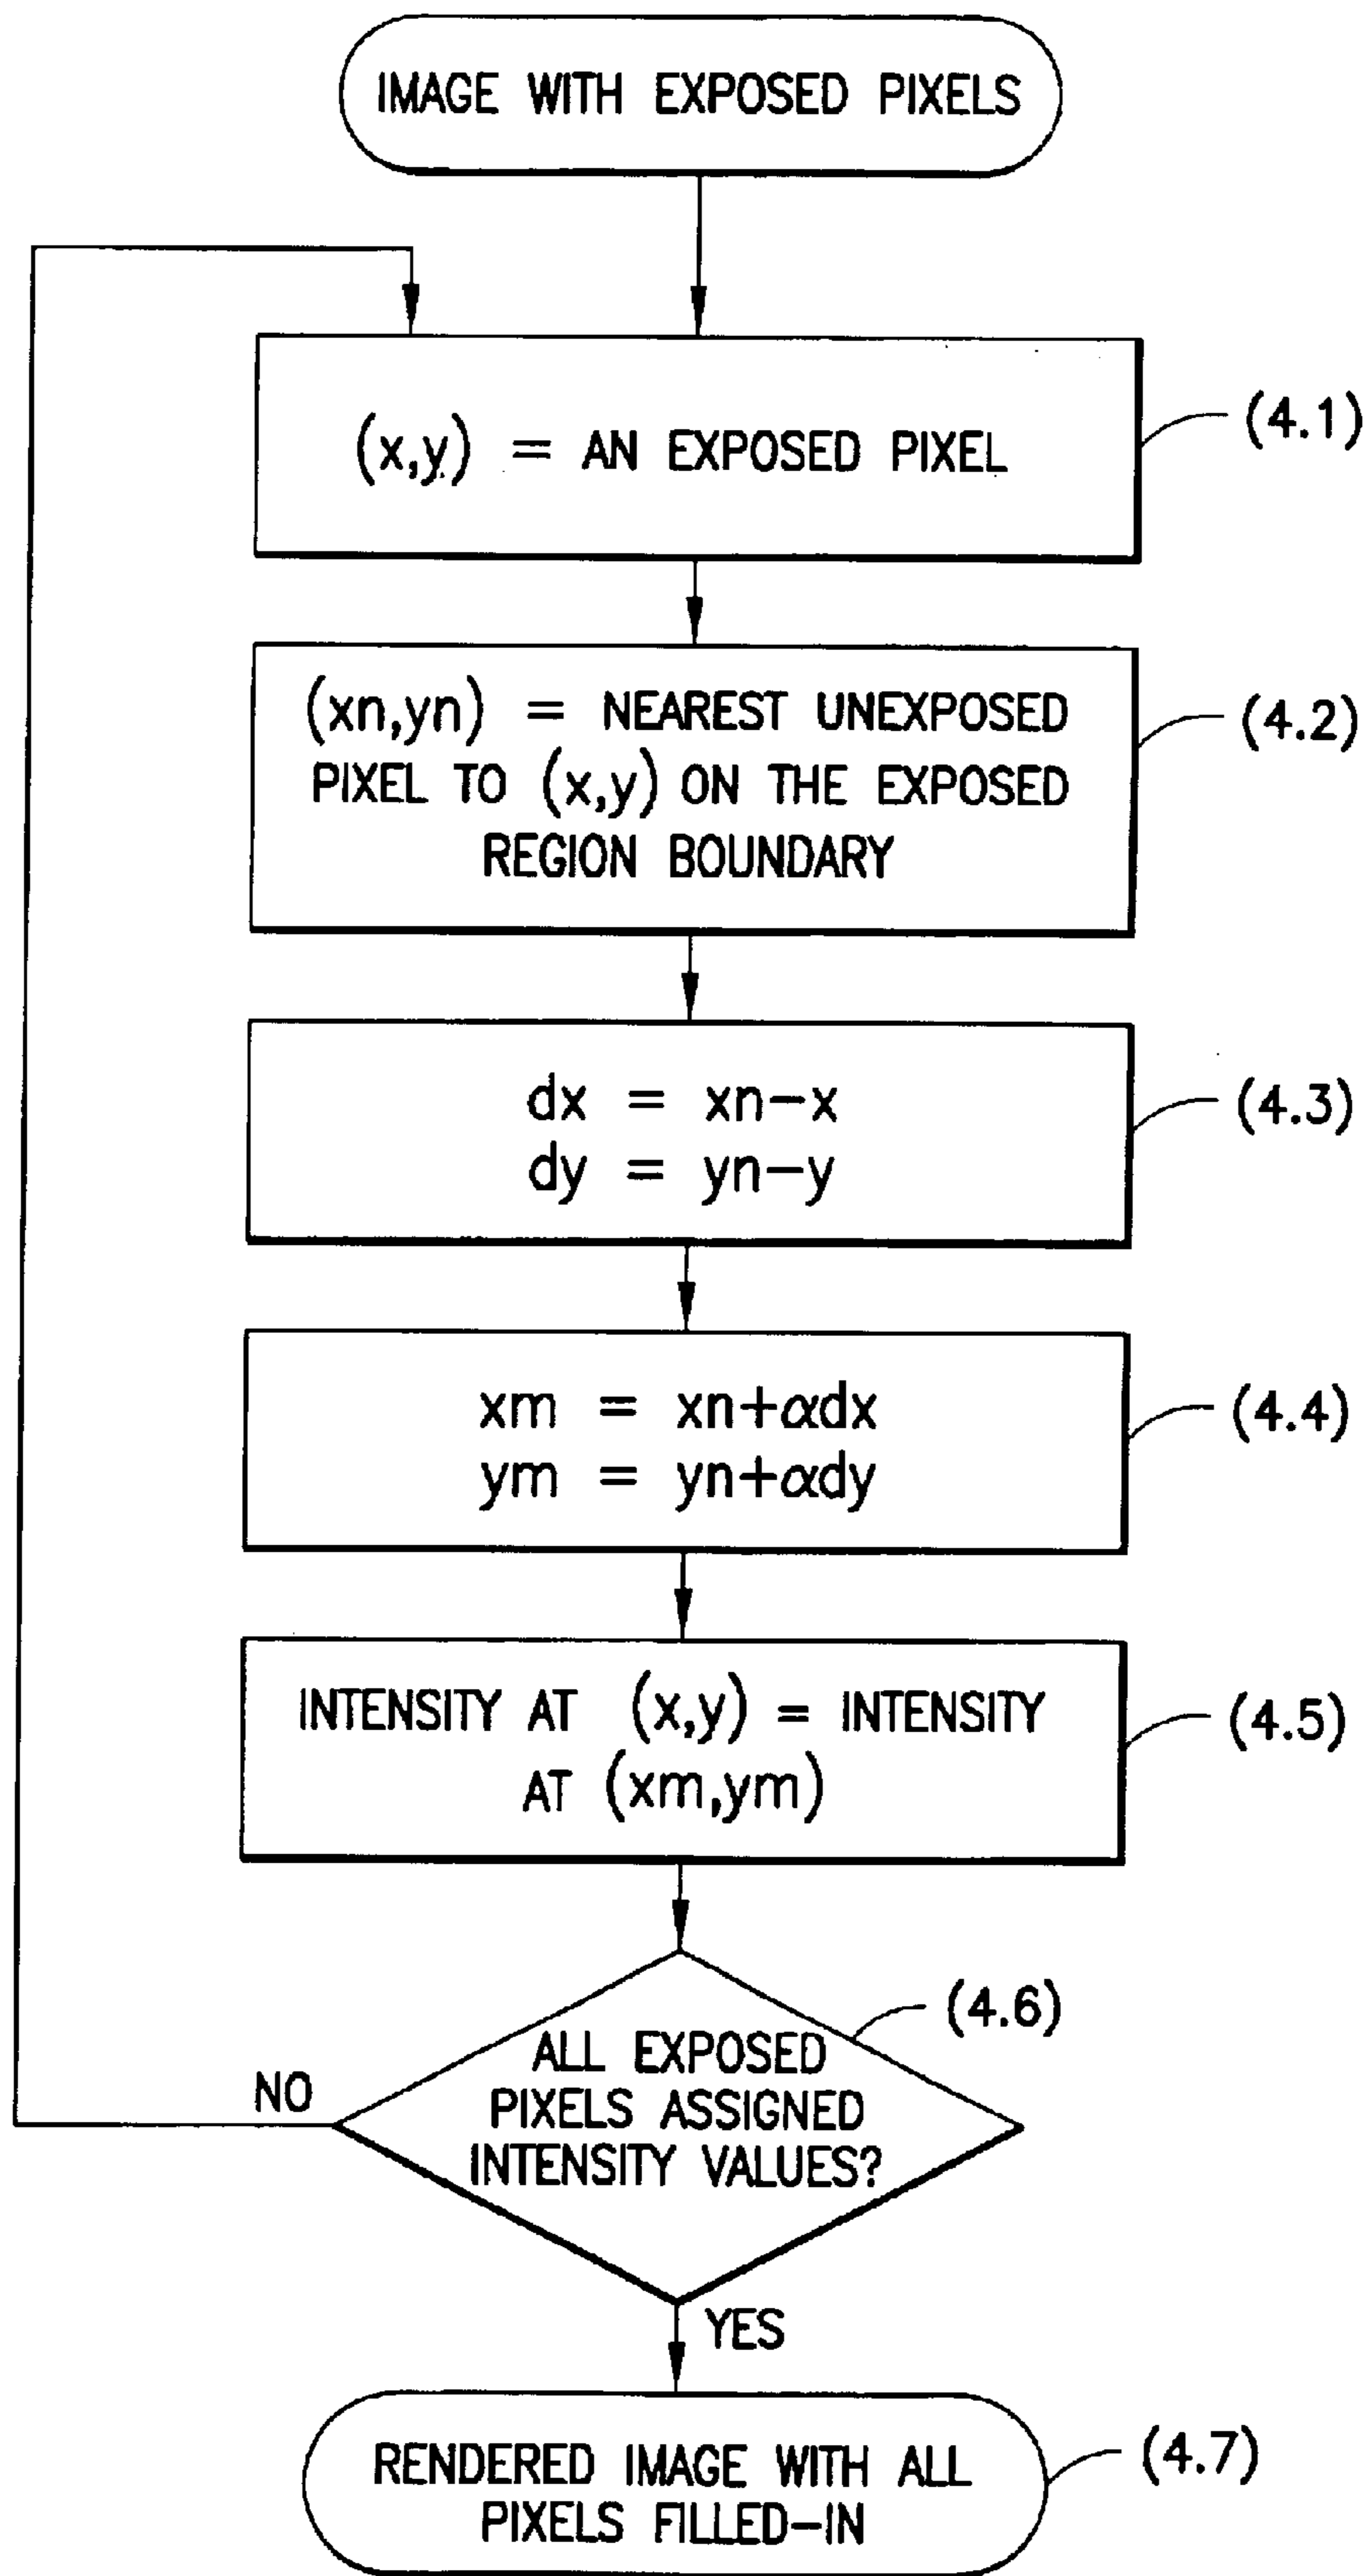 IMAGE WITH EXPOSED PIXELS
(x,y) = AN EXPOSED PIXEL
(4.1)
(xn,yn) = NEAREST UNEXPOSED
PIXEL TO (x,y) ON THE EXPOSED
REGION BOUNDARY
(4.2)
dx = xn-x
dy = yn-y
(4.3)
xm = xn+αdx
ym = yn+αdy
(4.4)
INTENSITY AT (x,y) = INTENSITY
AT (xm,ym)
(4.5)
(4.6)
ALL EXPOSED
PIXELS ASSIGNED
INTENSITY VALUES?
NO
YES
RENDERED IMAGE WITH ALL
PIXELS FILLED-IN
(4.7)